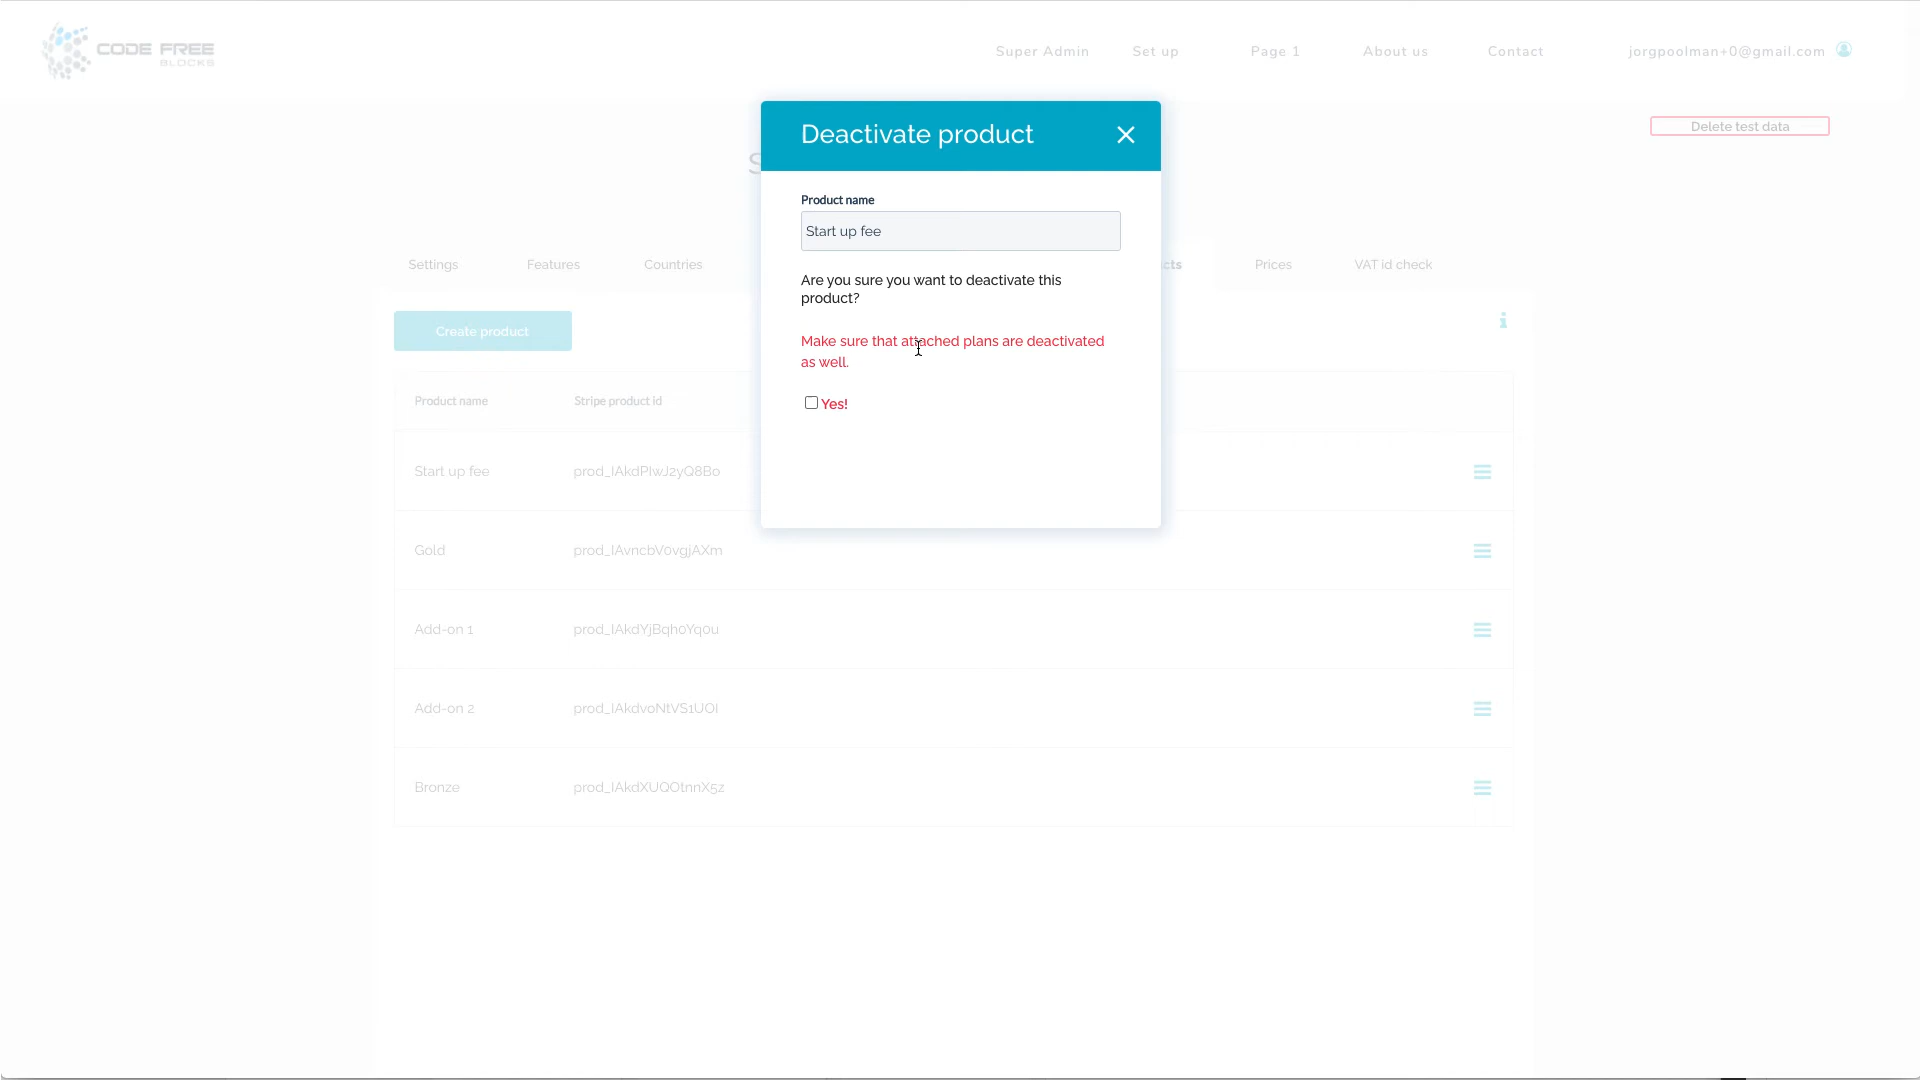 CODE FREE
BLOCKS
Super Admin
Set up
Page 1
About us
Contact
jorgpoolman+0@gmail.com
Deactivate product
Delete test data
S
Product name
Start up fee
Settings
Features
Countries
cts
Prices
VAT id check
Are you sure you want to deactivate this
product?
Create product
Make sure that attached plans are deactivated
as well.
Yes!
Product name
Stripe product id
Start up fee
prod_IAkdPIwJ2yQ8Bo
Gold
prod_IAvncbV0vgjAXm
Add-on 1
prod_IAkdYjBqh0Yq0u
Add-on 2
prod_IAkdvoNtVS1UOi
Bronze
prod_IAkdXUQOtnnX5z